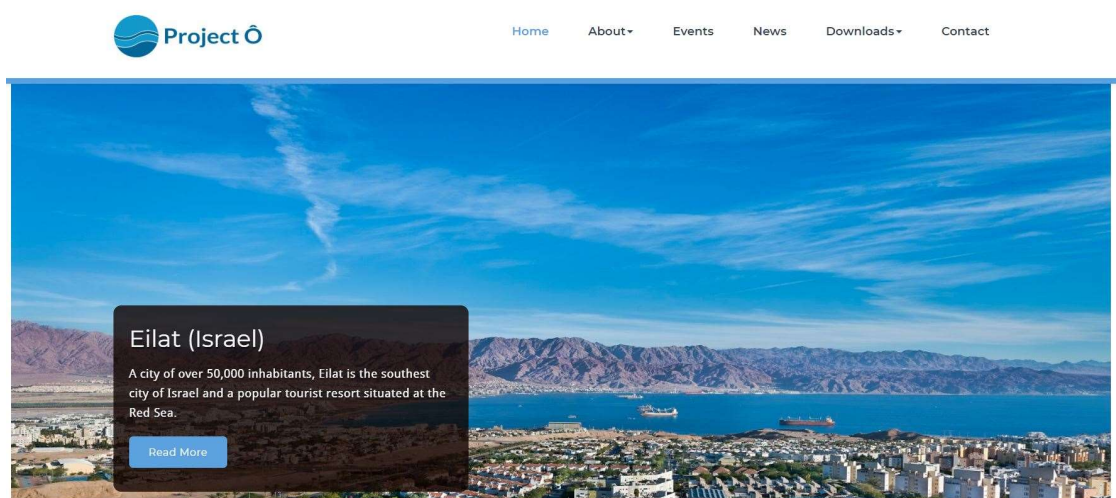 Project Ô
Home About Events News Downloads Contact
Eilat (Israel)
A city of over 50,000 inhabitants, Eilat is the southest
city of Israel and a popular tourist resort situated at the
Red Sea.
Read More